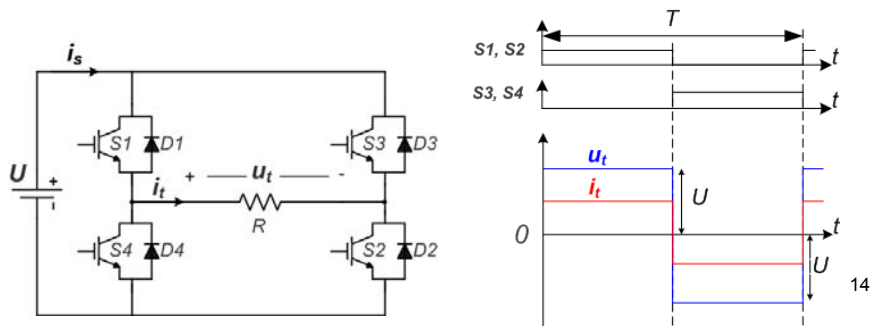 i_s
S1
D1
S3
D3
U
+
-
+
u_t
-
i_t
R
S4
D4
S2
D2
T
S1, S2
t
S3, S4
t
u_t
i_t
U
t
0
U
14